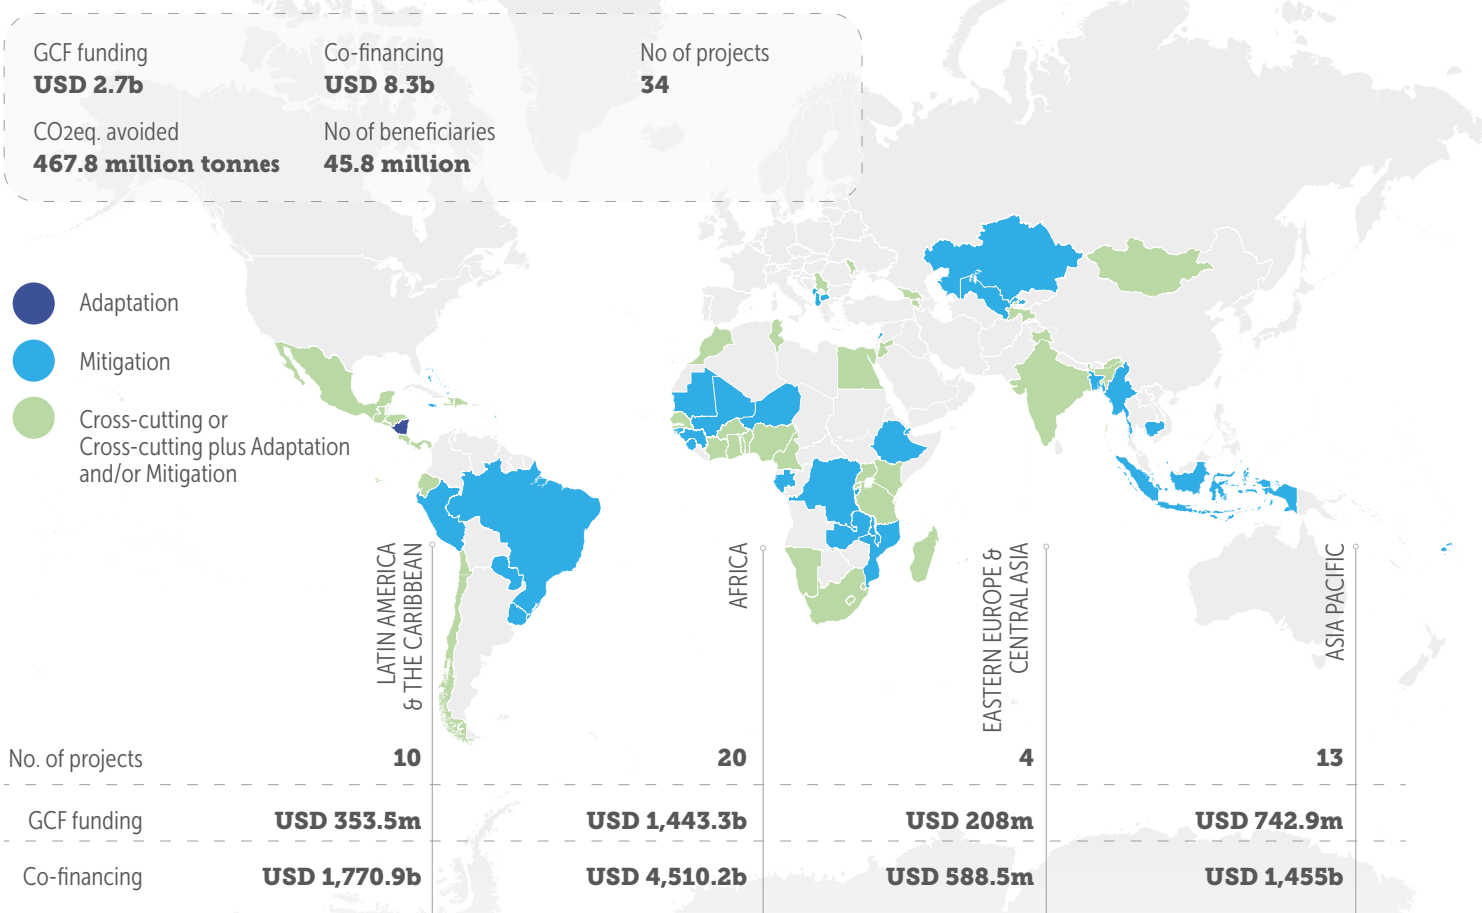 GCF funding
USD 2.7b
Co-financing
USD 8.3b
No of projects
34
CO2eq. avoided
467.8 million tonnes
No of beneficiaries
45.8 million
Adaptation
Mitigation
Cross-cutting or
Cross-cutting plus Adaptation
and/or Mitigation
LATIN AMERICA
& THE CARIBBEAN
AFRICA
EASTERN EUROPE &
CENTRAL ASIA
ASIA PACIFIC
No. of projects 10 20 4 13
GCF funding USD 353.5m USD 1,443.3b USD 208m USD 742.9m
Co-financing USD 1,770.9b USD 4,510.2b USD 588.5m USD 1,455b